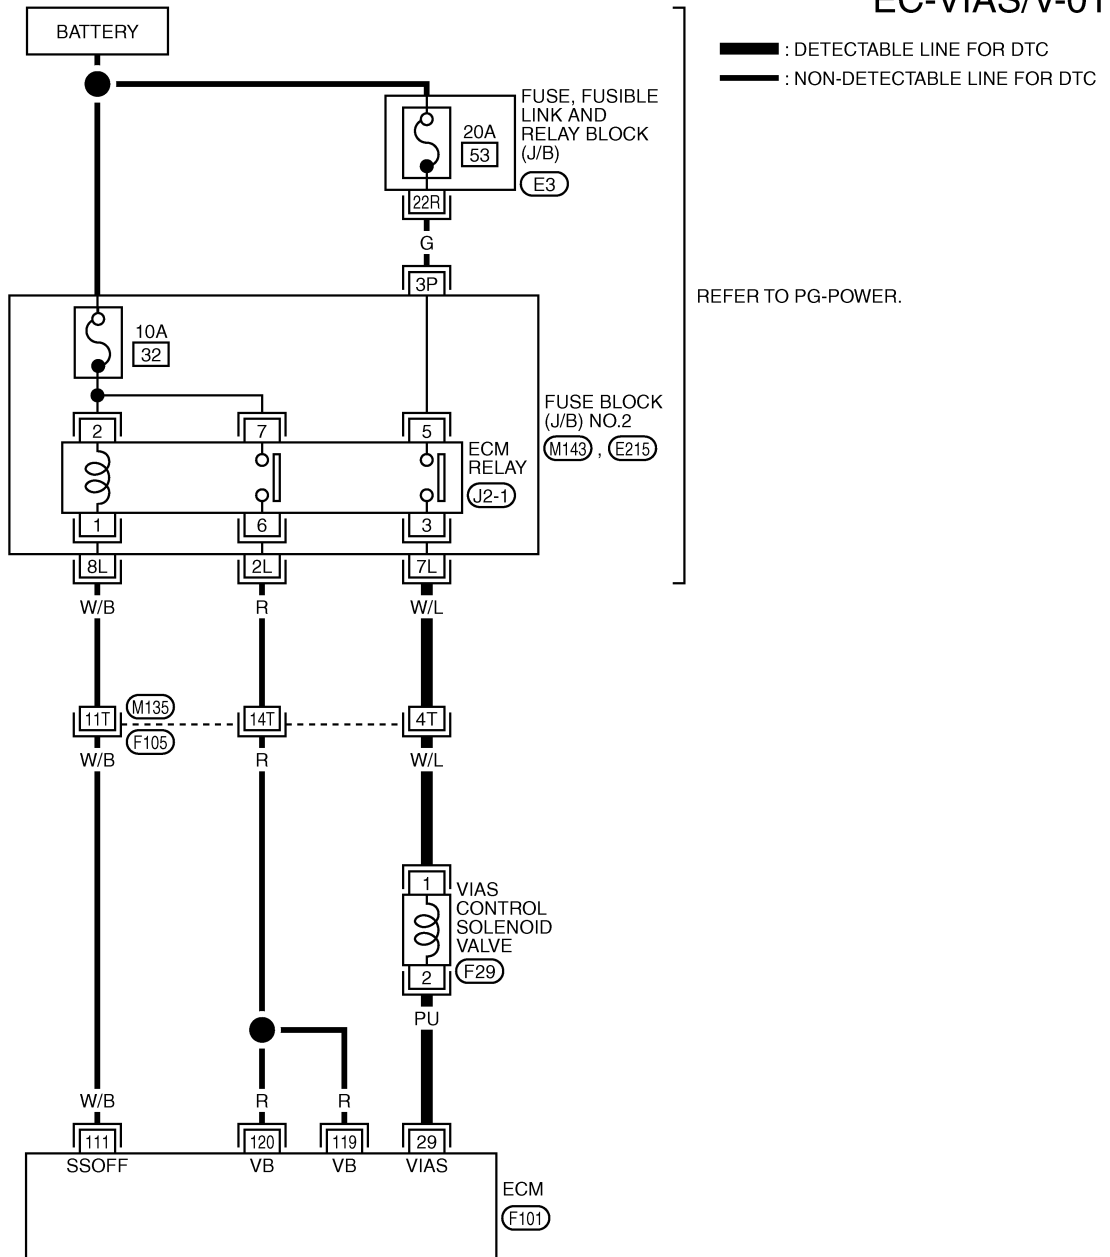 EC-VIAS/V-01
BATTERY
: DETECTABLE LINE FOR DTC
: NON-DETECTABLE LINE FOR DTC
FUSE, FUSIBLE
LINK AND
RELAY BLOCK
(J/B)
20A
53
E3
22R
G
3P
REFER TO PG-POWER.
10A
32
FUSE BLOCK
(J/B) NO.2
M143 , E215
2
7
5
ECM
RELAY
J2-1
1
6
3
8L
2L
7L
W/B
R
W/L
M135
11T
14T
4T
F105
W/B
R
W/L
1
VIAS
CONTROL
SOLENOID
VALVE
F29
2
PU
W/B
R
R
111
120
119
29
SSOFF
VB
VB
VIAS
ECM
F101